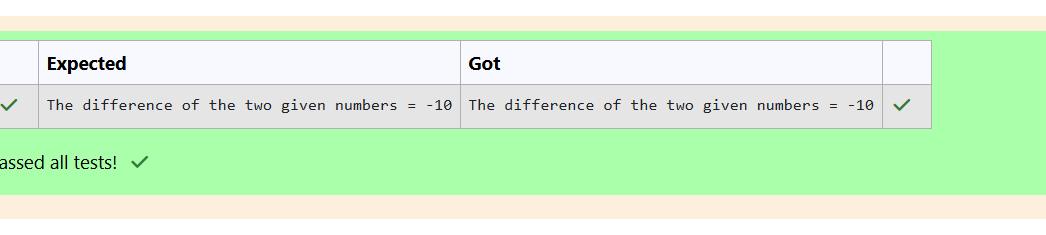 Expected Got
The difference of the two given numbers = -10 The difference of the two given numbers = -10
assed all tests!